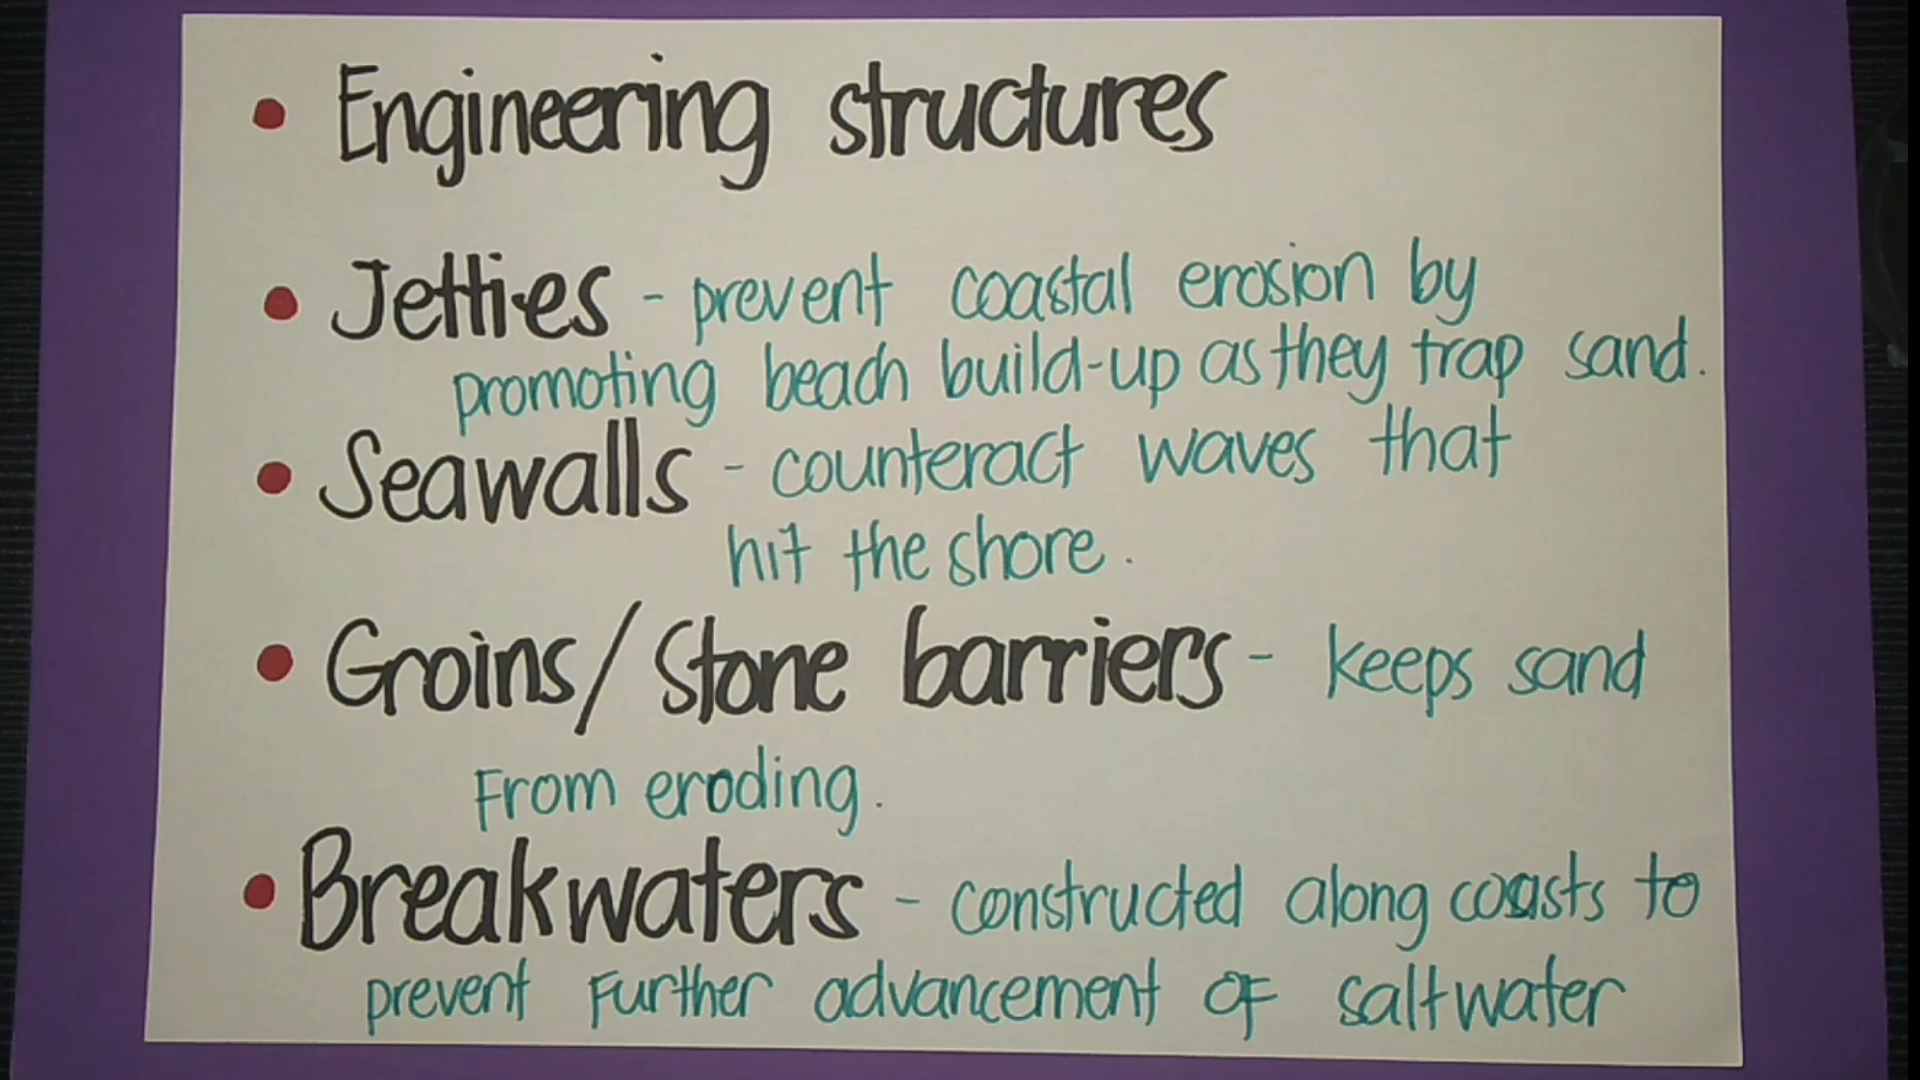 • Engineering structures
• Jetties - prevent coastal erosion by
promoting beach build-up as they trap sand.
• Seawalls - counteract waves that
hit the shore.
• Groins/Stone barriers - keeps sand
From eroding.
• Breakwaters - constructed along coasts to
prevent Further advancement OF saltwater